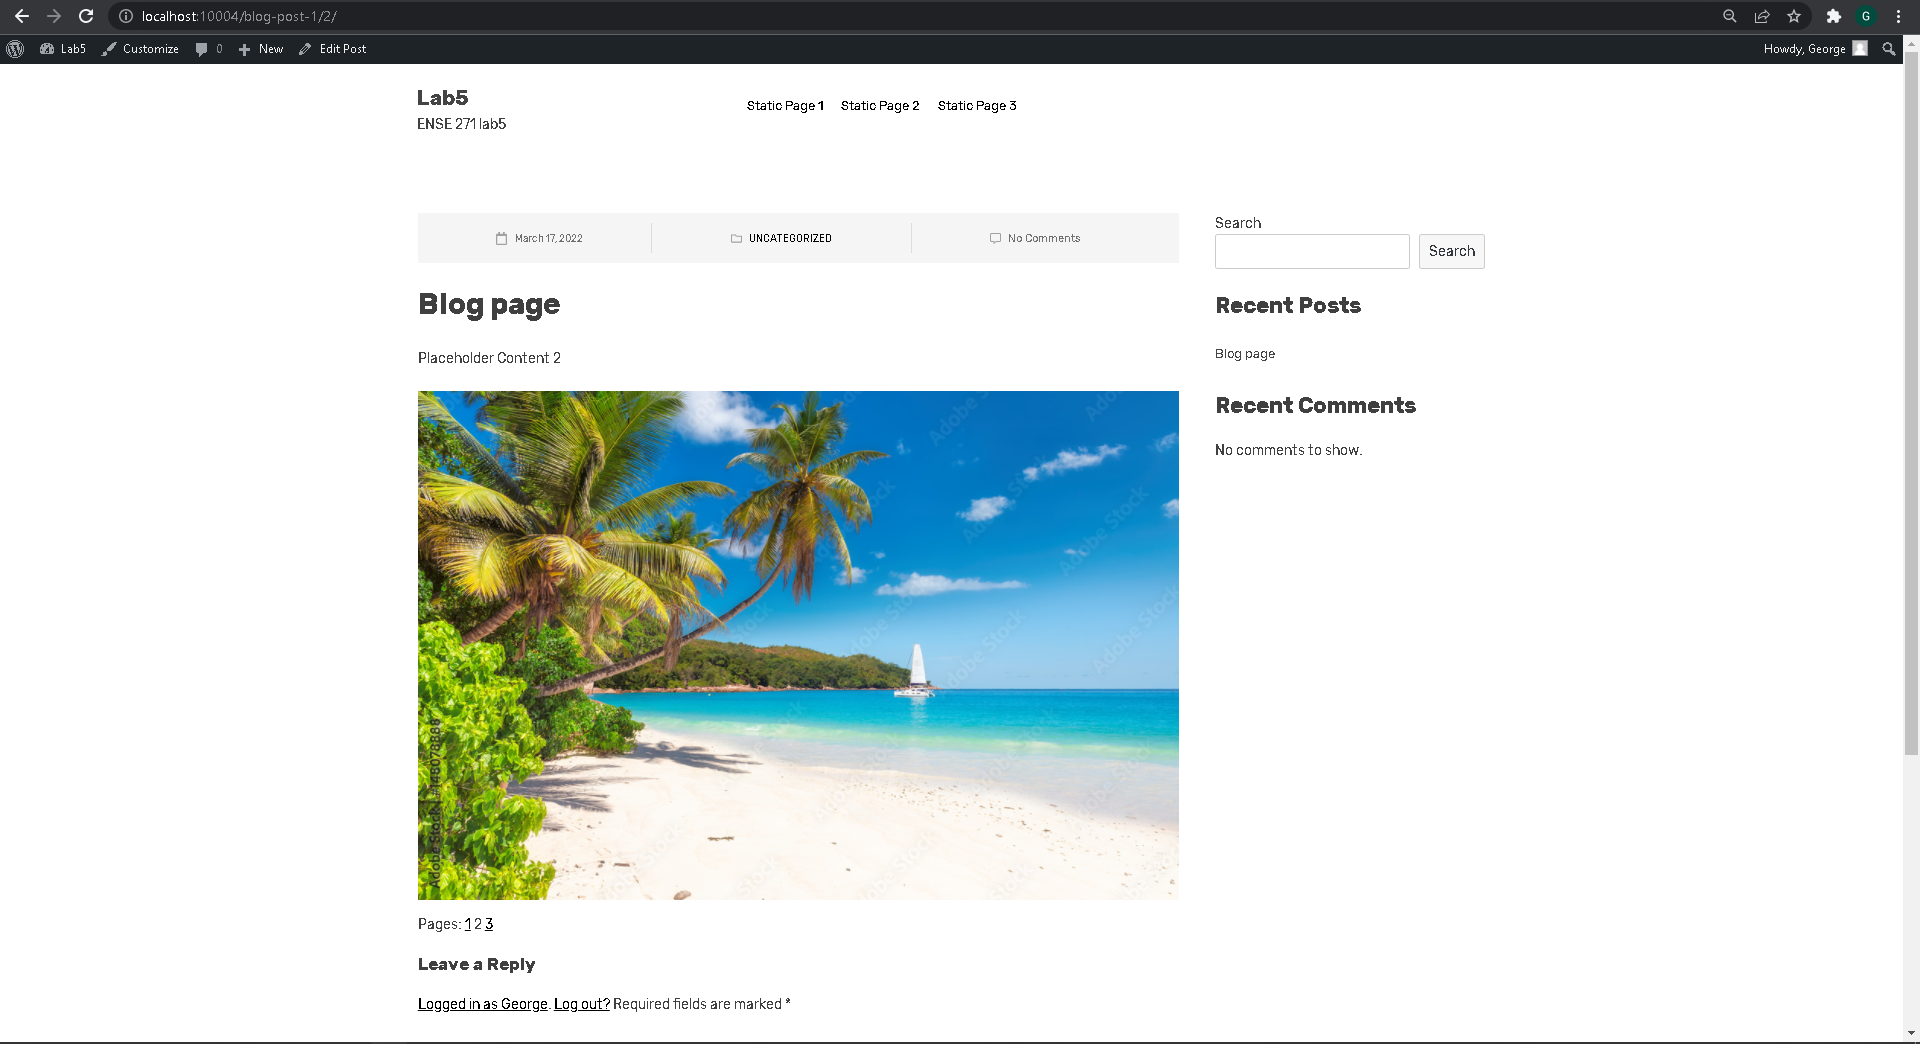 localhost:10004/blog-post-1/2/
G
Lab5 Customize 0 New Edit Post Howdy, George
Lab5
ENSE 271 lab5
Static Page 1 Static Page 2 Static Page 3
March 17, 2022 UNCATEGORIZED No Comments
Blog page
Placeholder Content 2
Adobe Stock
Adobe Stock | #148078888
Pages: 1 2 3
Leave a Reply
Logged in as George. Log out? Required fields are marked *
Search
Search
Recent Posts
Blog page
Recent Comments
No comments to show.